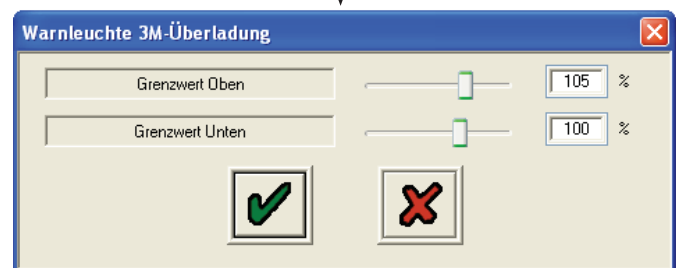 Warnleuchte 3M-Überladung
Grenzwert Oben 105 %
Grenzwert Unten 100 %